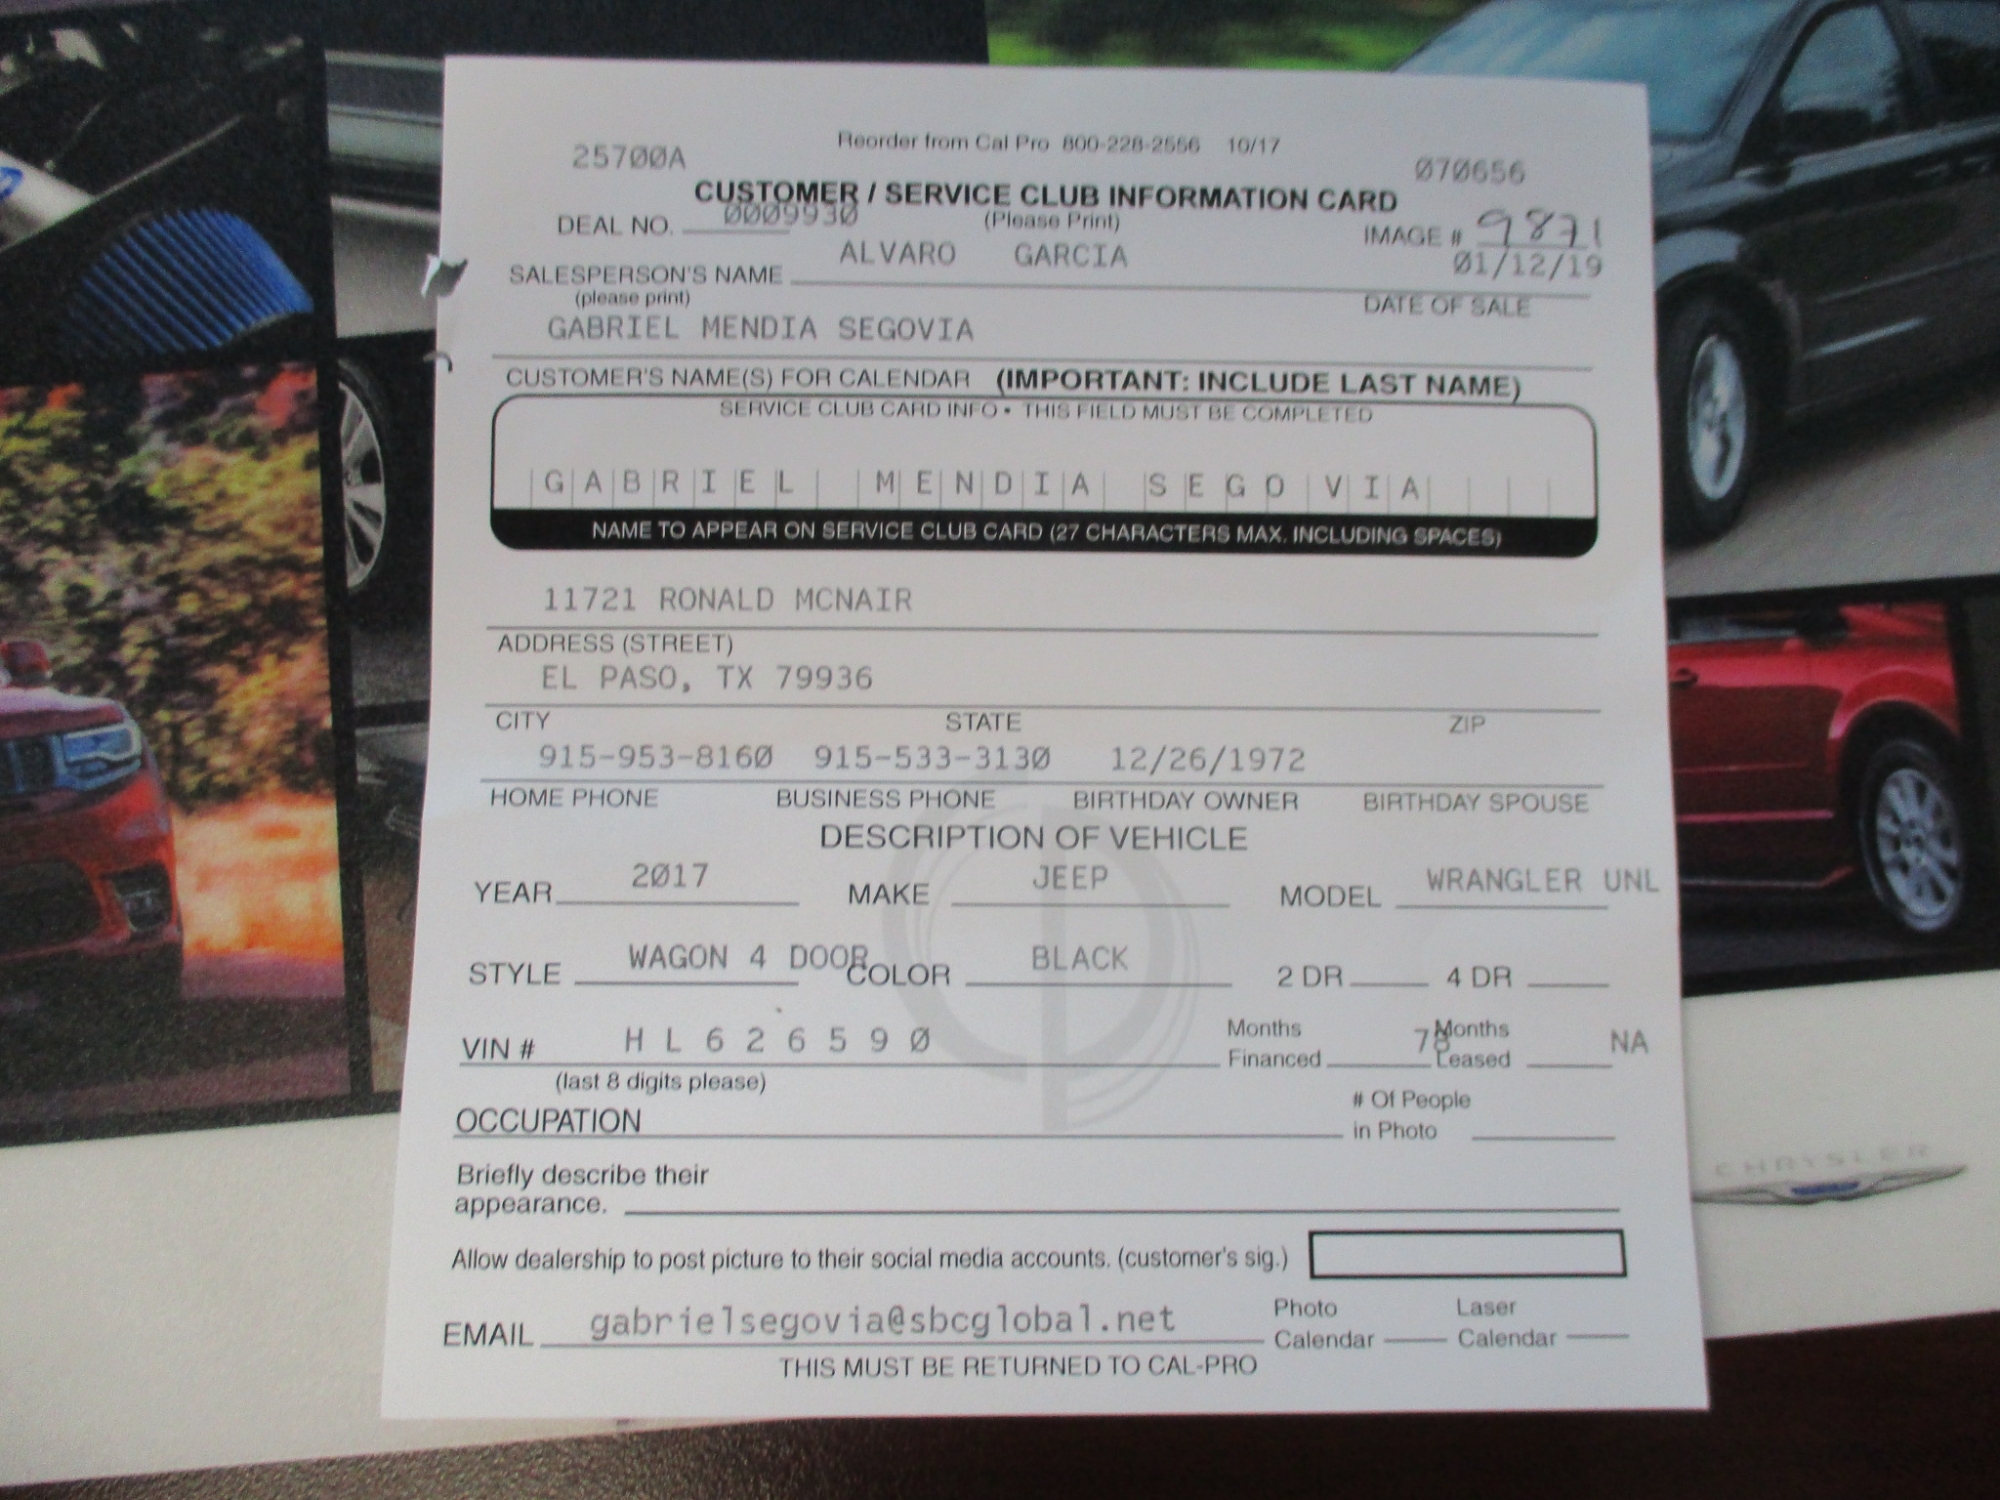 Reorder from Cal Pro 800-228-2556 10/17
25700A 070656
CUSTOMER / SERVICE CLUB INFORMATION CARD
DEAL NO. 0009930 (Please Print) IMAGE # 9871
SALESPERSON'S NAME ALVARO GARCIA 01/12/19
(please print) DATE OF SALE
GABRIEL MENDIA SEGOVIA
CUSTOMER'S NAME(S) FOR CALENDAR (IMPORTANT: INCLUDE LAST NAME)
SERVICE CLUB CARD INFO • THIS FIELD MUST BE COMPLETED
GABRIEL MENDIA SEGOVIA
NAME TO APPEAR ON SERVICE CLUB CARD (27 CHARACTERS MAX. INCLUDING SPACES)
11721 RONALD MCNAIR
ADDRESS (STREET)
EL PASO, TX 79936
CITY STATE ZIP
915-953-8160 915-533-3130 12/26/1972
HOME PHONE BUSINESS PHONE BIRTHDAY OWNER BIRTHDAY SPOUSE
DESCRIPTION OF VEHICLE
YEAR 2017 MAKE JEEP MODEL WRANGLER UNL
STYLE WAGON 4 DOOR COLOR BLACK 2 DR 4 DR
VIN # HL626590 Months Financed 78 Months Leased NA
(last 8 digits please)
OCCUPATION # Of People in Photo
Briefly describe their
appearance.
Allow dealership to post picture to their social media accounts. (customer's sig.)
EMAIL gabrielsegovia@sbcglobal.net Photo Calendar Laser Calendar
THIS MUST BE RETURNED TO CAL-PRO
CHRYSLER